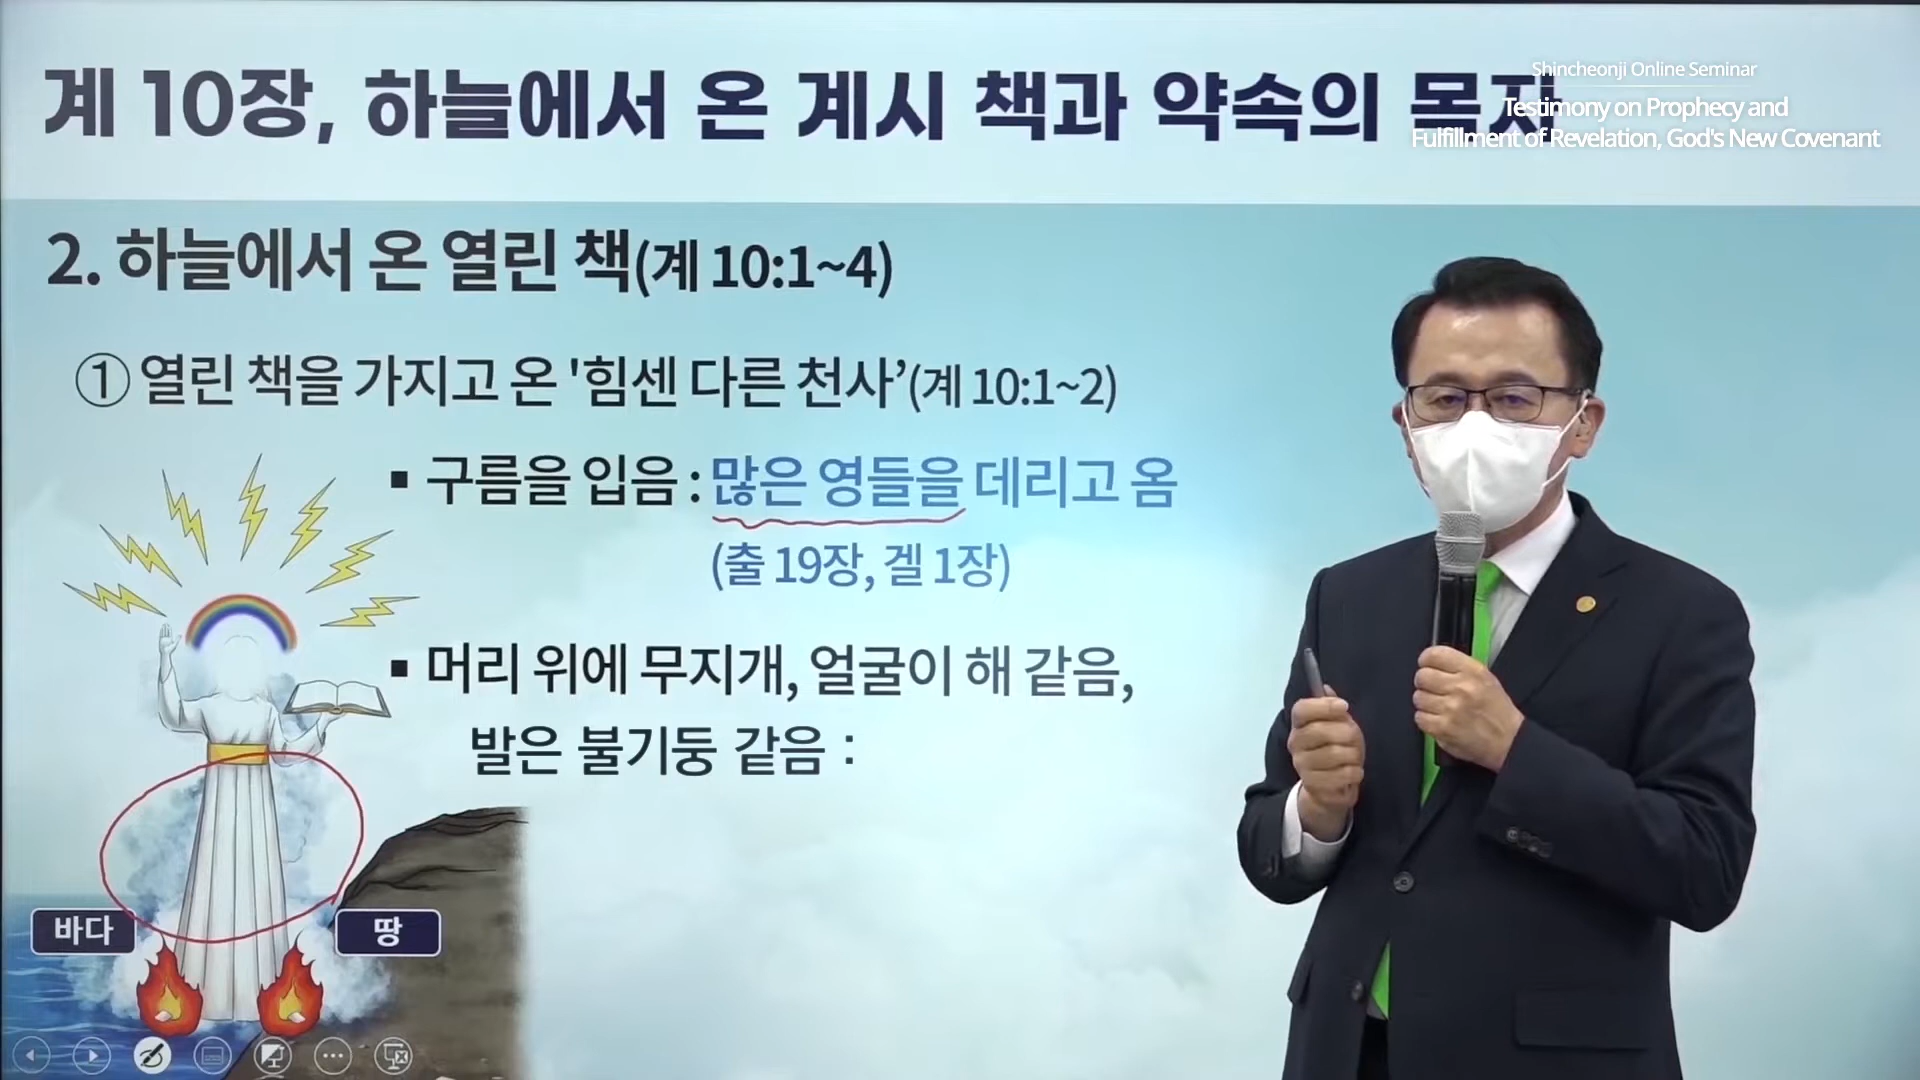 계 10장, 하늘에서 온 계시 책과 약속의 목자
Shincheonji Online Seminar
Testimony on Prophecy and
Fulfillment of Revelation, God's New Covenant
2. 하늘에서 온 열린 책(계 10:1~4)
① 열린 책을 가지고 온 '힘센 다른 천사’(계 10:1~2)
▪ 구름을 입음 : 많은 영들을 데리고 옴
(출 19장, 겔 1장)
▪ 머리 위에 무지개, 얼굴이 해 같음,
발은 불기둥 같음 :
바다
땅